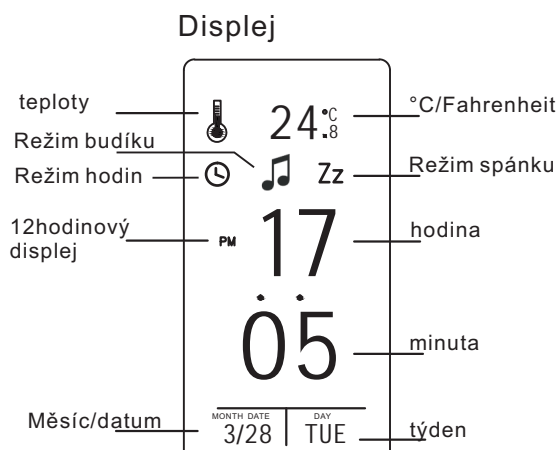 Displej
teploty
24.8 °C
°C/Fahrenheit
Režim budíku
Režim hodin
Zz
Režim spánku
12hodinový
displej
PM
17
hodina
05
minuta
Měsíc/datum
MONTH DATE
3/28
DAY
TUE
týden